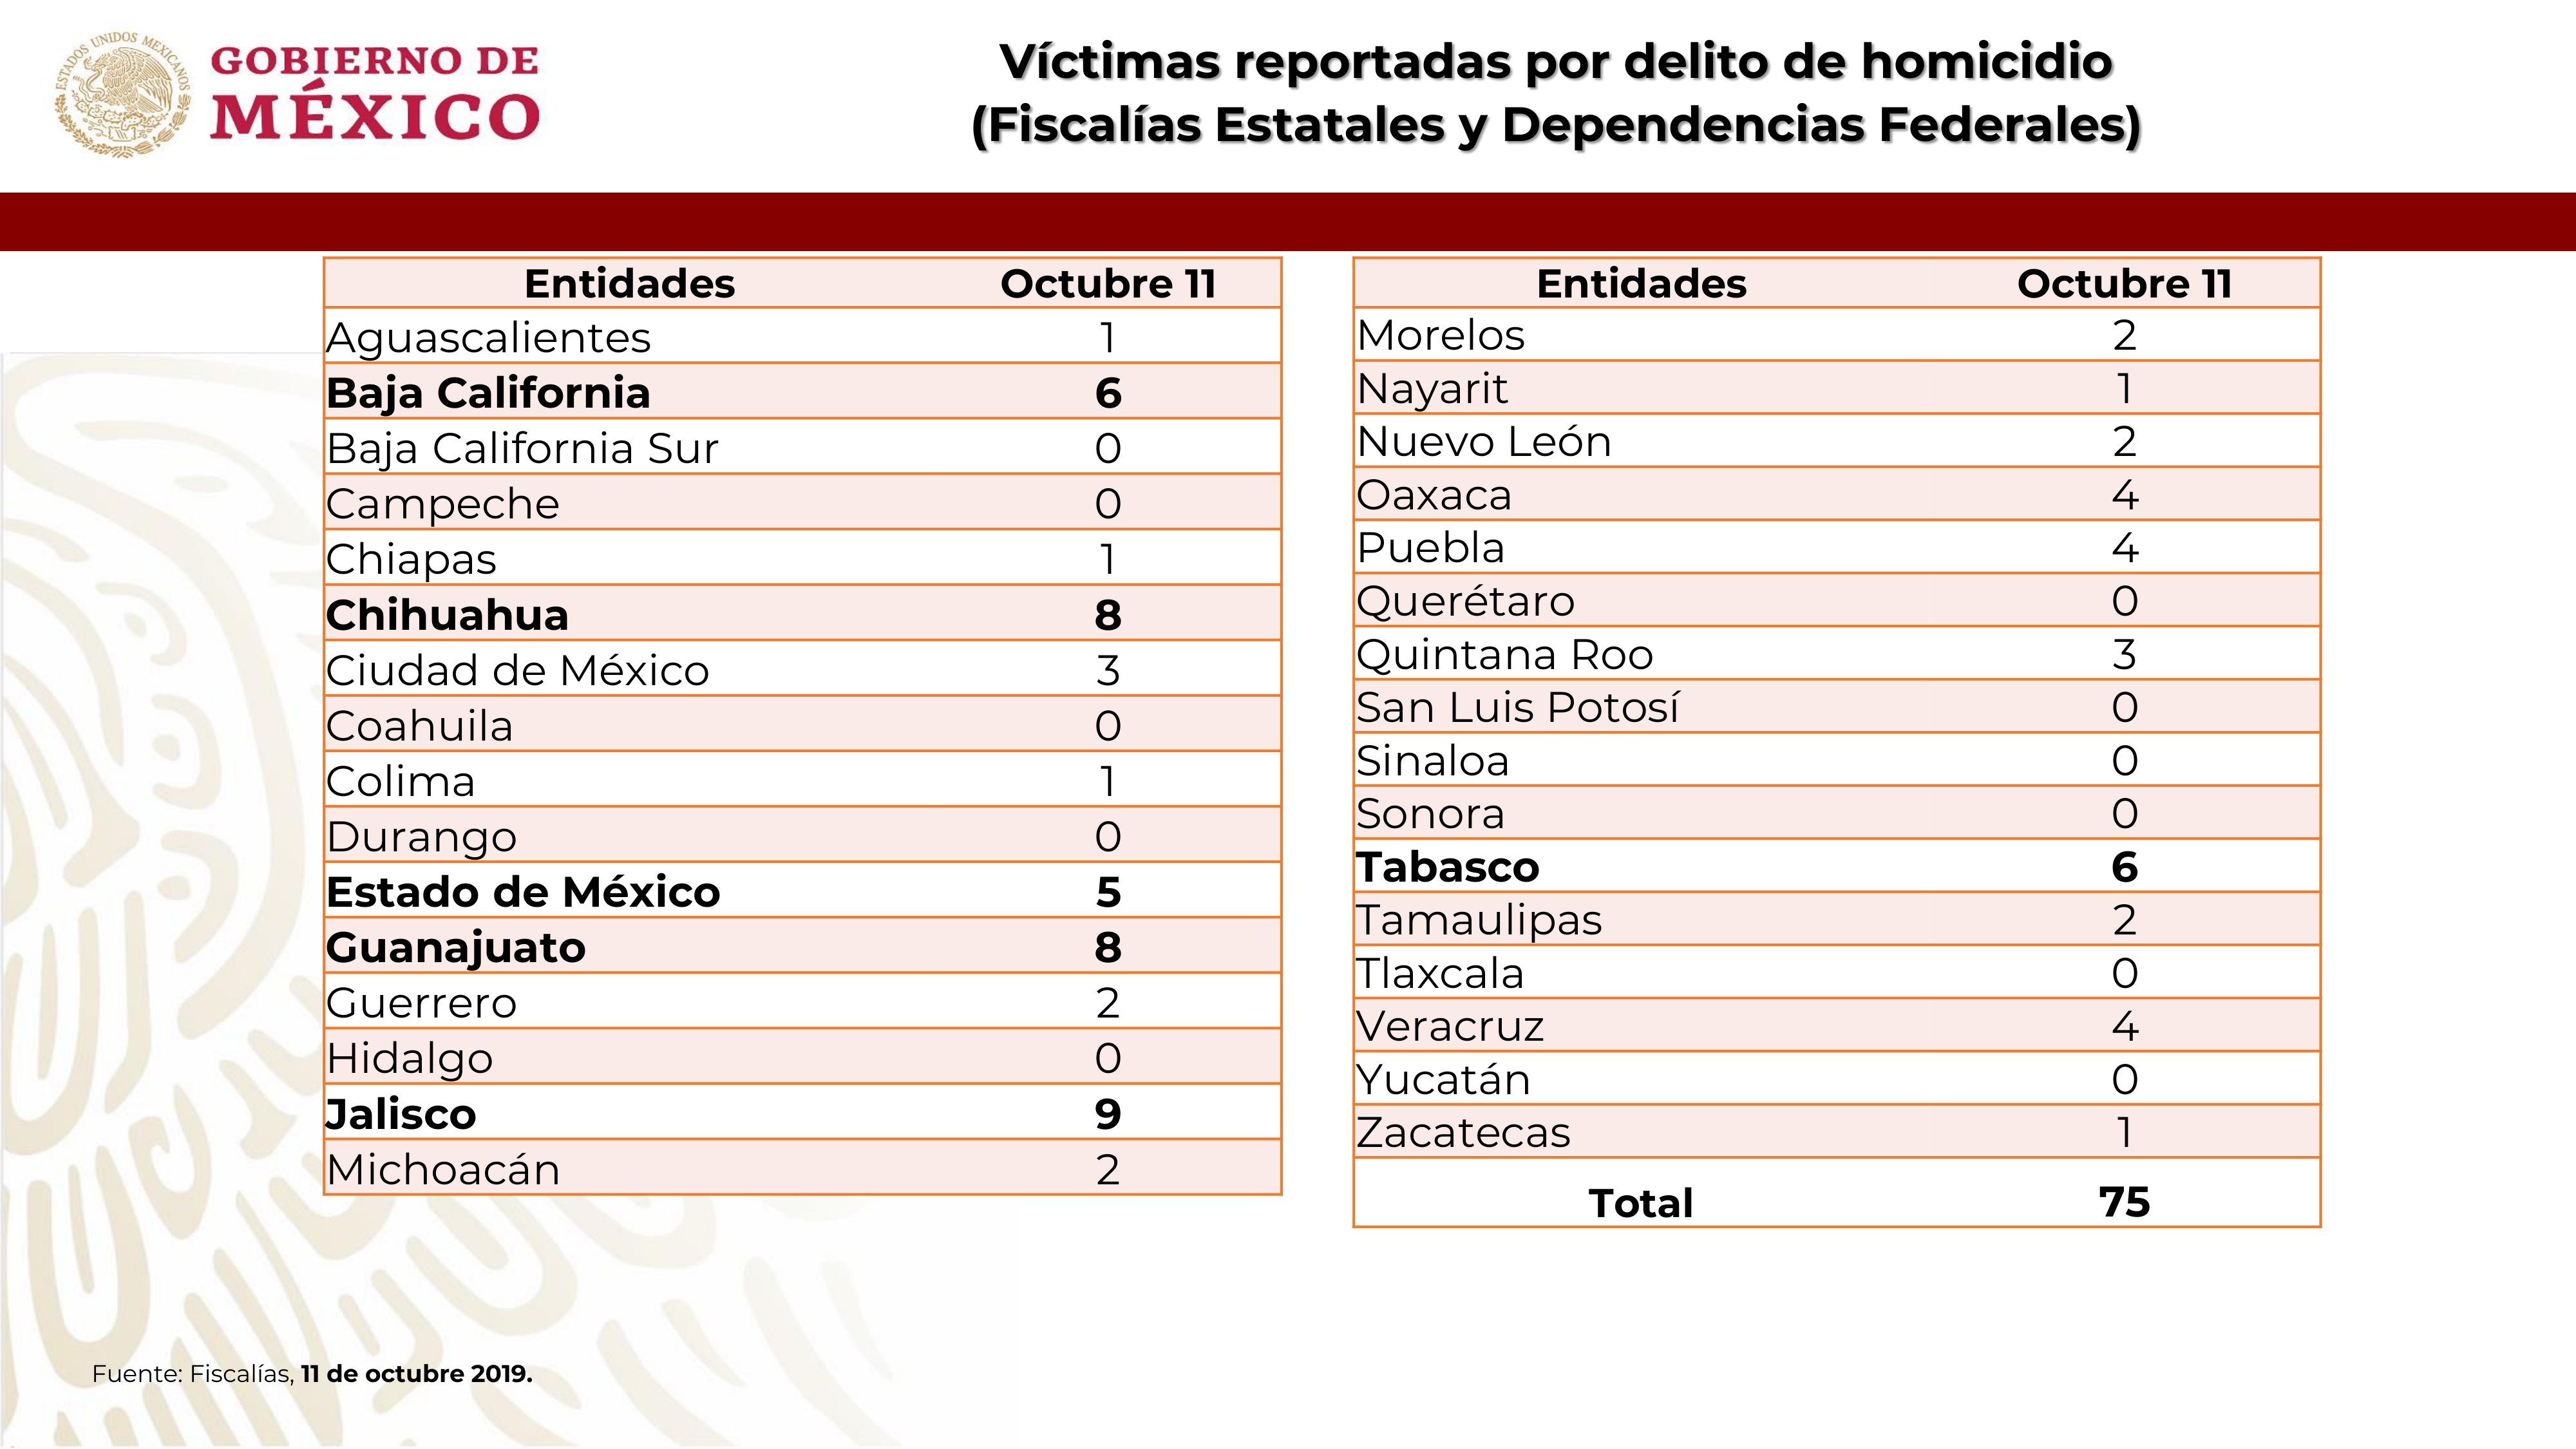 ESTADOS UNIDOS MEXICANOS
GOBIERNO DE
MÉXICO
Víctimas reportadas por delito de homicidio
(Fiscalías Estatales y Dependencias Federales)
Entidades Octubre 11
Aguascalientes 1
Baja California 6
Baja California Sur 0
Campeche 0
Chiapas 1
Chihuahua 8
Ciudad de México 3
Coahuila 0
Colima 1
Durango 0
Estado de México 5
Guanajuato 8
Guerrero 2
Hidalgo 0
Jalisco 9
Michoacán 2
Entidades Octubre 11
Morelos 2
Nayarit 1
Nuevo León 2
Oaxaca 4
Puebla 4
Querétaro 0
Quintana Roo 3
San Luis Potosí 0
Sinaloa 0
Sonora 0
Tabasco 6
Tamaulipas 2
Tlaxcala 0
Veracruz 4
Yucatán 0
Zacatecas 1
Total 75
Fuente: Fiscalías, 11 de octubre 2019.